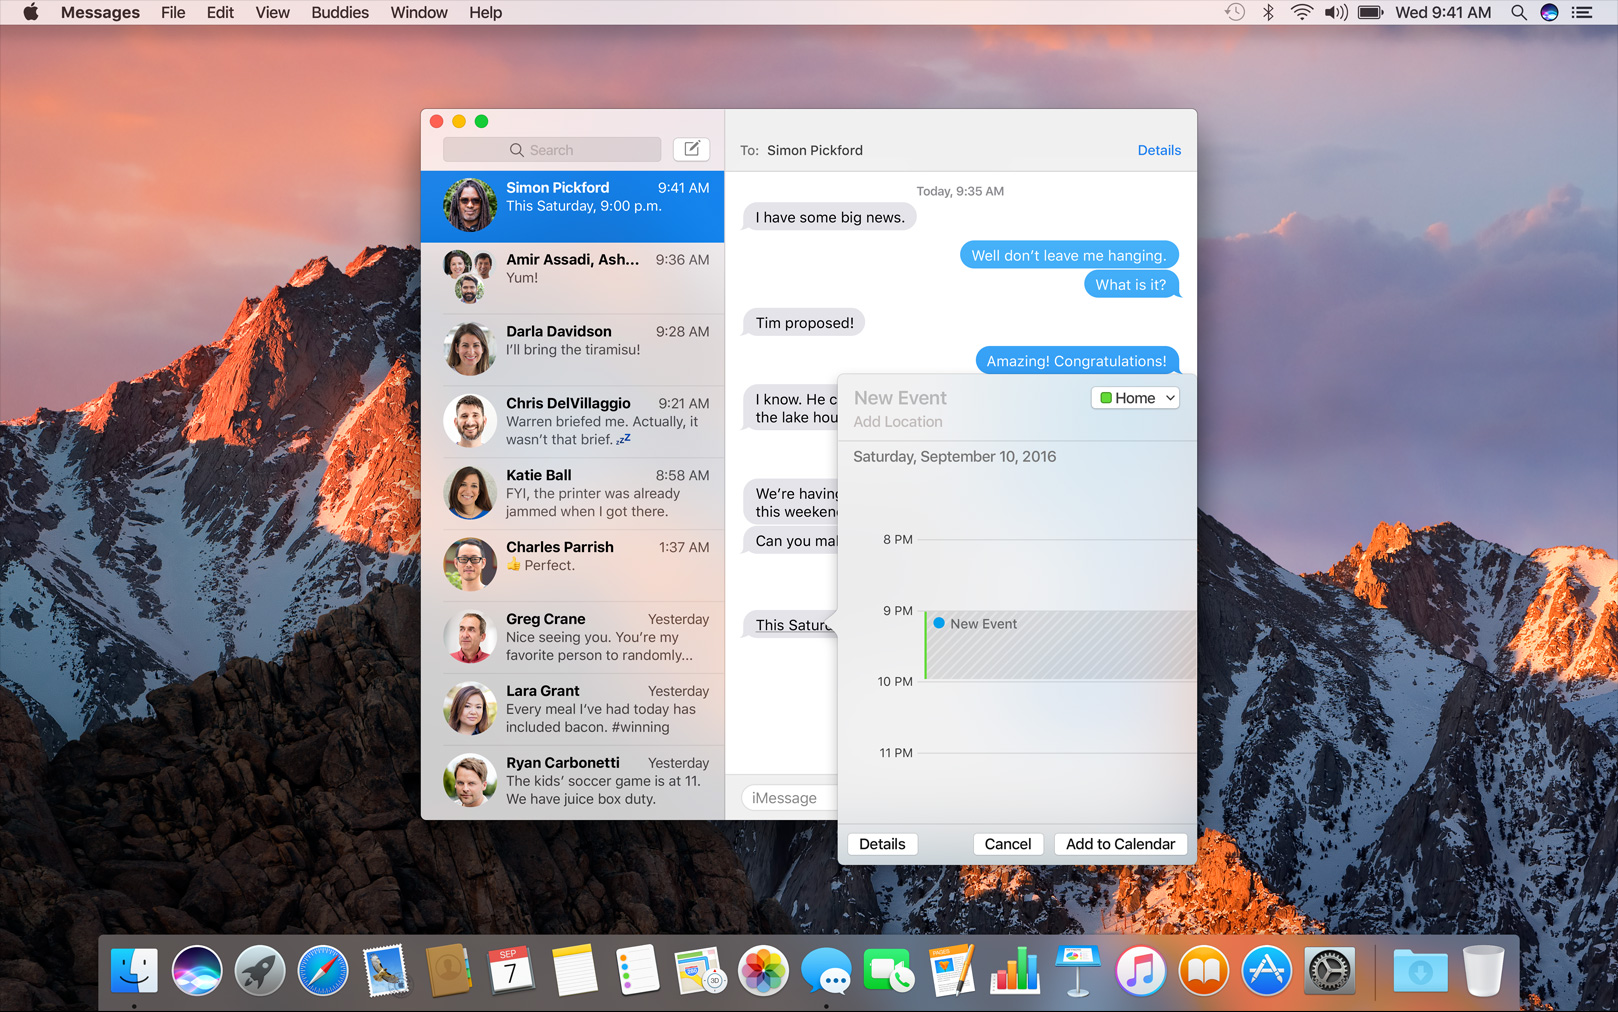 Messages File Edit View Buddies Window Help
Wed 9:41 AM
Search
Simon Pickford 9:41 AM
This Saturday, 9:00 p.m.
Amir Assadi, Ash... 9:36 AM
Yum!
Darla Davidson 9:28 AM
I’ll bring the tiramisu!
Chris DelVillaggio 9:21 AM
Warren briefed me. Actually, it
wasn’t that brief. 💤
Katie Ball 8:58 AM
FYI, the printer was already
jammed when I got there.
Charles Parrish 1:37 AM
👍 Perfect.
Greg Crane Yesterday
Nice seeing you. You’re my
favorite person to randomly...
Lara Grant Yesterday
Every meal I’ve had today has
included bacon. #winning
Ryan Carbonetti Yesterday
The kids’ soccer game is at 11.
We have juice box duty.
To: Simon Pickford Details
Today, 9:35 AM
I have some big news.
Well don’t leave me hanging.
What is it?
Tim proposed!
Amazing! Congratulations!
I know. He c
the lake hou
We’re having
this weeken
Can you mal
This Satur
iMessage
New Event
Home
Add Location
Saturday, September 10, 2016
8 PM
9 PM
New Event
10 PM
11 PM
Details Cancel Add to Calendar
SEP
7
280
3D
PAGES